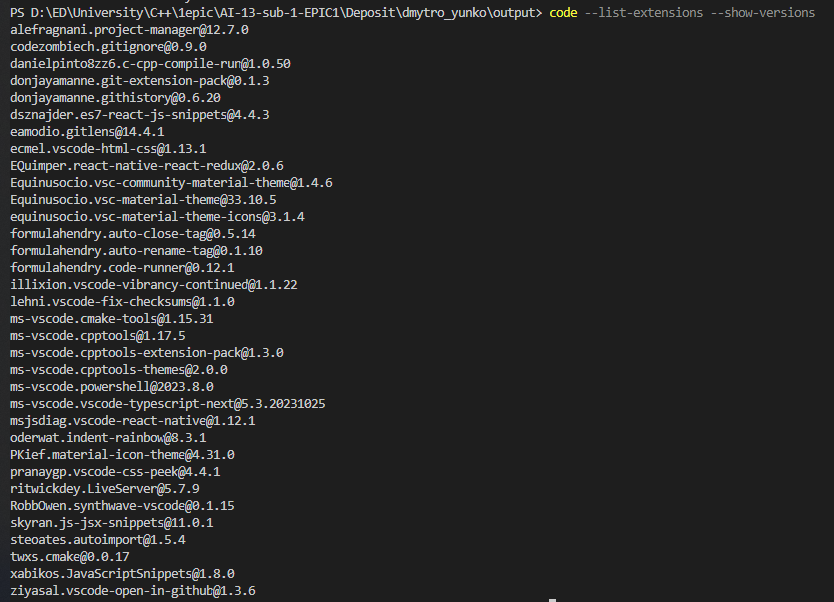 PS D:\ED\University\C++\1epic\AI-13-sub-1-EPIC1\Deposit\dmytro_yunko\output> code --list-extensions --show-versions
alefragnani.project-manager@12.7.0
codezombiech.gitignore@0.9.0
danielpinto8zz6.c-cpp-compile-run@1.0.50
donjayamanne.git-extension-pack@0.1.3
donjayamanne.githistory@0.6.20
dsznajder.es7-react-js-snippets@4.4.3
eamodio.gitlens@14.4.1
ecmel.vscode-html-css@1.13.1
EQuimper.react-native-react-redux@2.0.6
Equinusocio.vsc-community-material-theme@1.4.6
Equinusocio.vsc-material-theme@33.10.5
equinusocio.vsc-material-theme-icons@3.1.4
formulahendry.auto-close-tag@0.5.14
formulahendry.auto-rename-tag@0.1.10
formulahendry.code-runner@0.12.1
illixion.vscode-vibrancy-continued@1.1.22
lehni.vscode-fix-checksums@1.1.0
ms-vscode.cmake-tools@1.15.31
ms-vscode.cpptools@1.17.5
ms-vscode.cpptools-extension-pack@1.3.0
ms-vscode.cpptools-themes@2.0.0
ms-vscode.powershell@2023.8.0
ms-vscode.vscode-typescript-next@5.3.20231025
msjsdiag.vscode-react-native@1.12.1
oderwat.indent-rainbow@8.3.1
PKief.material-icon-theme@4.31.0
pranaygp.vscode-css-peek@4.4.1
ritwickdey.LiveServer@5.7.9
RobbOwen.synthwave-vscode@0.1.15
skyran.js-jsx-snippets@11.0.1
steoates.autoimport@1.5.4
twxs.cmake@0.0.17
xabikos.JavaScriptSnippets@1.8.0
ziyasal.vscode-open-in-github@1.3.6